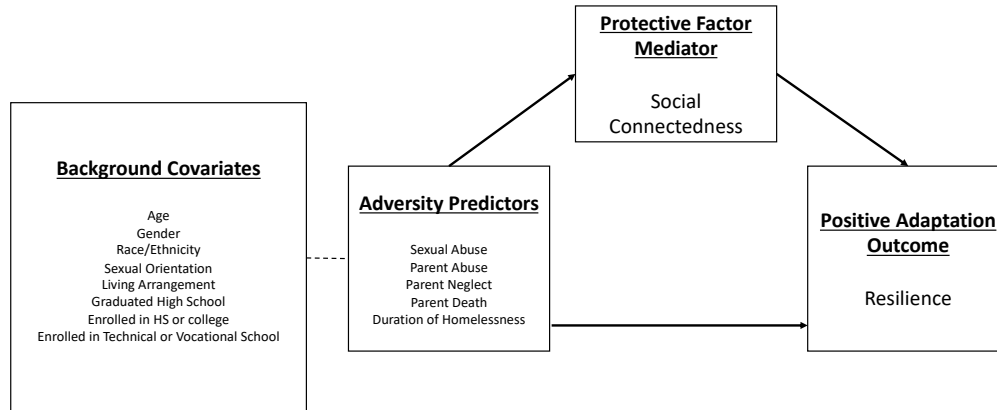 Protective Factor
Mediator
Social
Connectedness
Background Covariates
Age
Gender
Race/Ethnicity
Sexual Orientation
Living Arrangement
Graduated High School
Enrolled in HS or college
Enrolled in Technical or Vocational School
Adversity Predictors
Sexual Abuse
Parent Abuse
Parent Neglect
Parent Death
Duration of Homelessness
Positive Adaptation
Outcome
Resilience